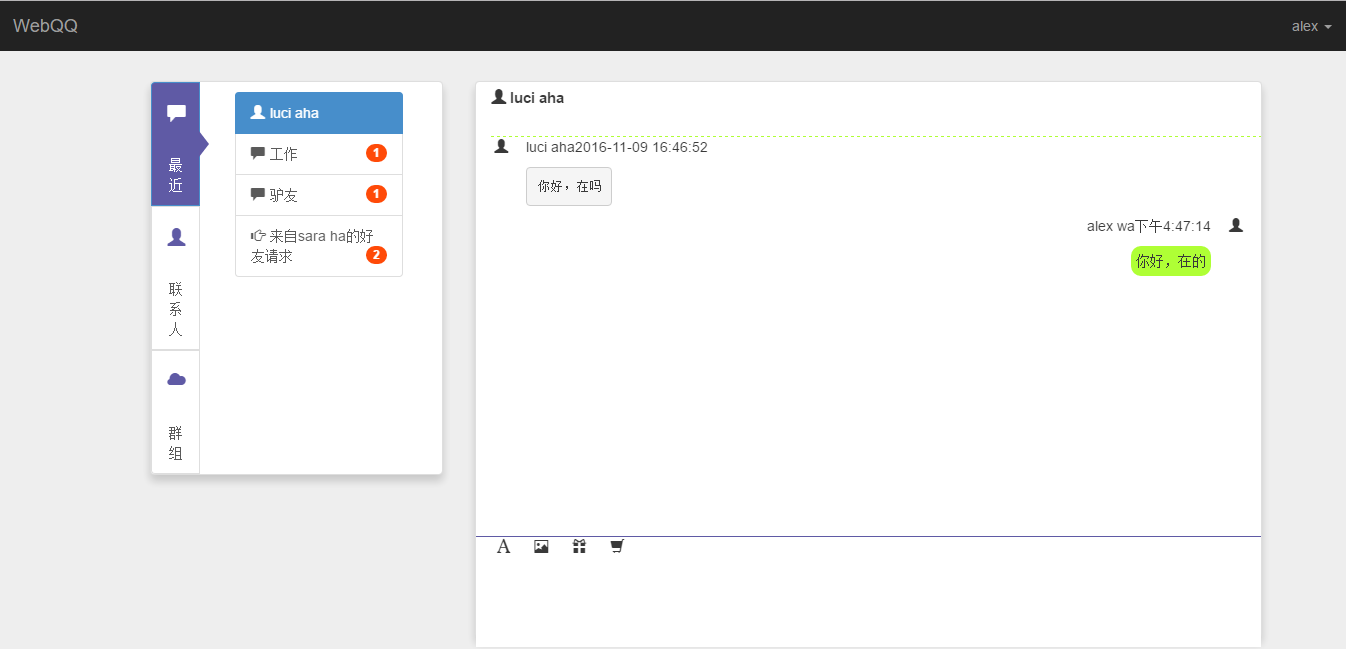 WebQQ
alex
最
近
联
系
人
群
组
luci aha
工作 1
驴友 1
来自sara ha的好
友请求 2
luci aha
luci aha2016-11-09 16:46:52
你好，在吗
alex wa下午4:47:14
你好，在的